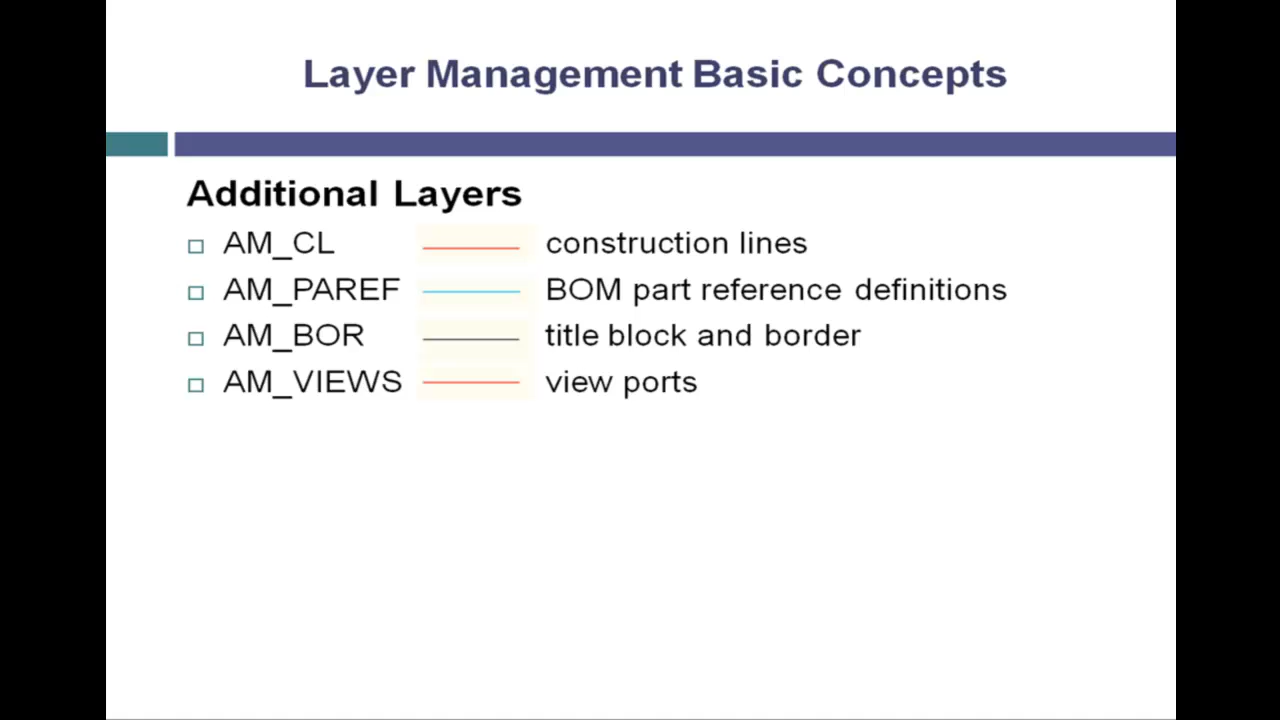 Layer Management Basic Concepts
Additional Layers
AM_CL construction lines
AM_PAREF BOM part reference definitions
AM_BOR title block and border
AM_VIEWS view ports